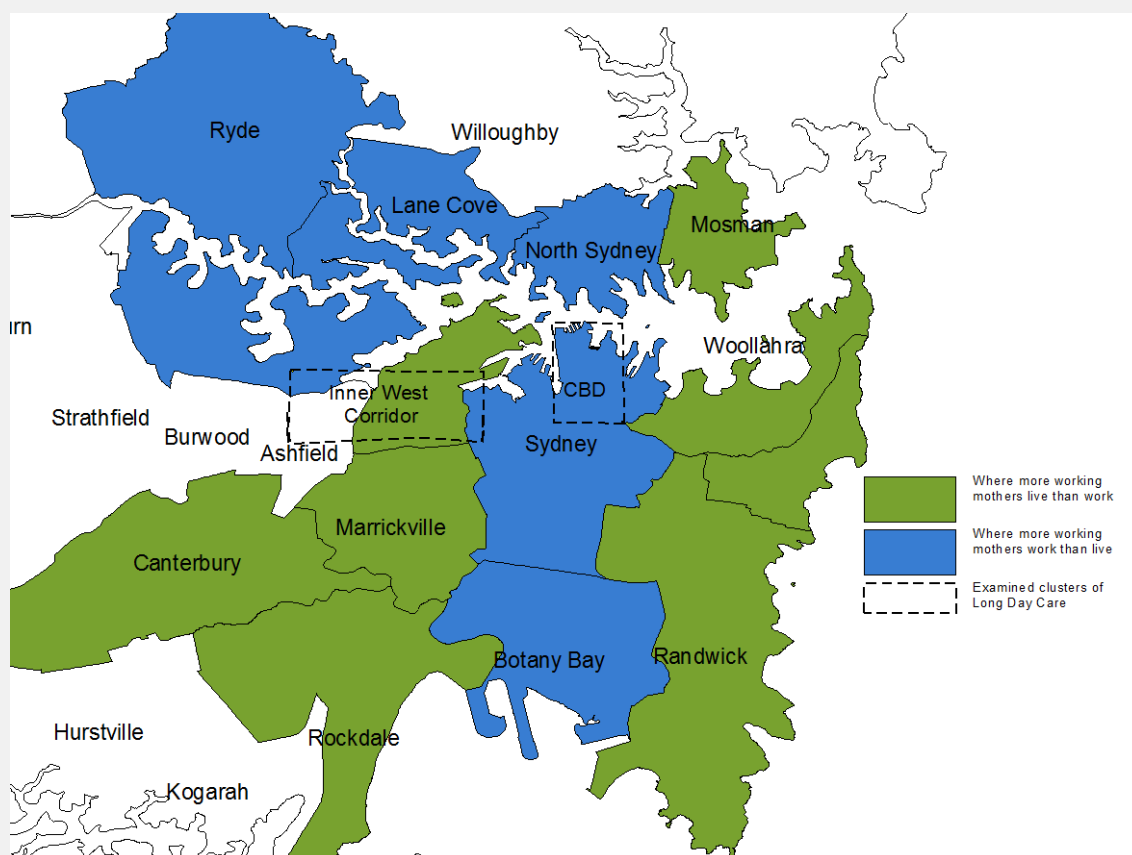 Ryde
Willoughby
Lane Cove
Mosman
North Sydney
urn
Woollahra
Inner West
Corridor
CBD
Strathfield
Burwood
Ashfield
Sydney
Where more working
mothers live than work
Marrickville
Where more working
mothers work than live
Canterbury
Examined clusters of
Long Day Care
Botany Bay
Randwick
Hurstville
Rockdale
Kogarah